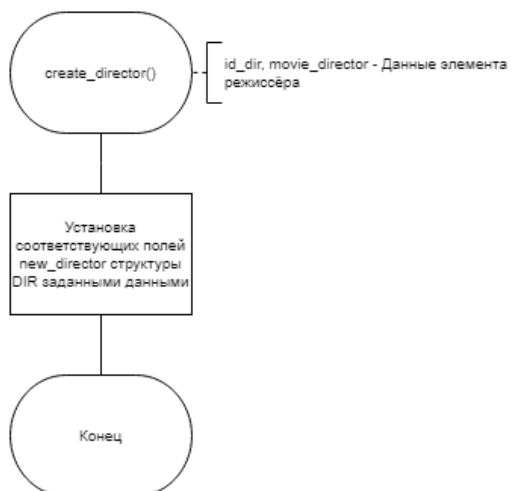 create_director()
id_dir, movie_director - Данные элемента
режиссёра
Установка
соответствующих полей
new_director структуры
DIR заданными данными
Конец